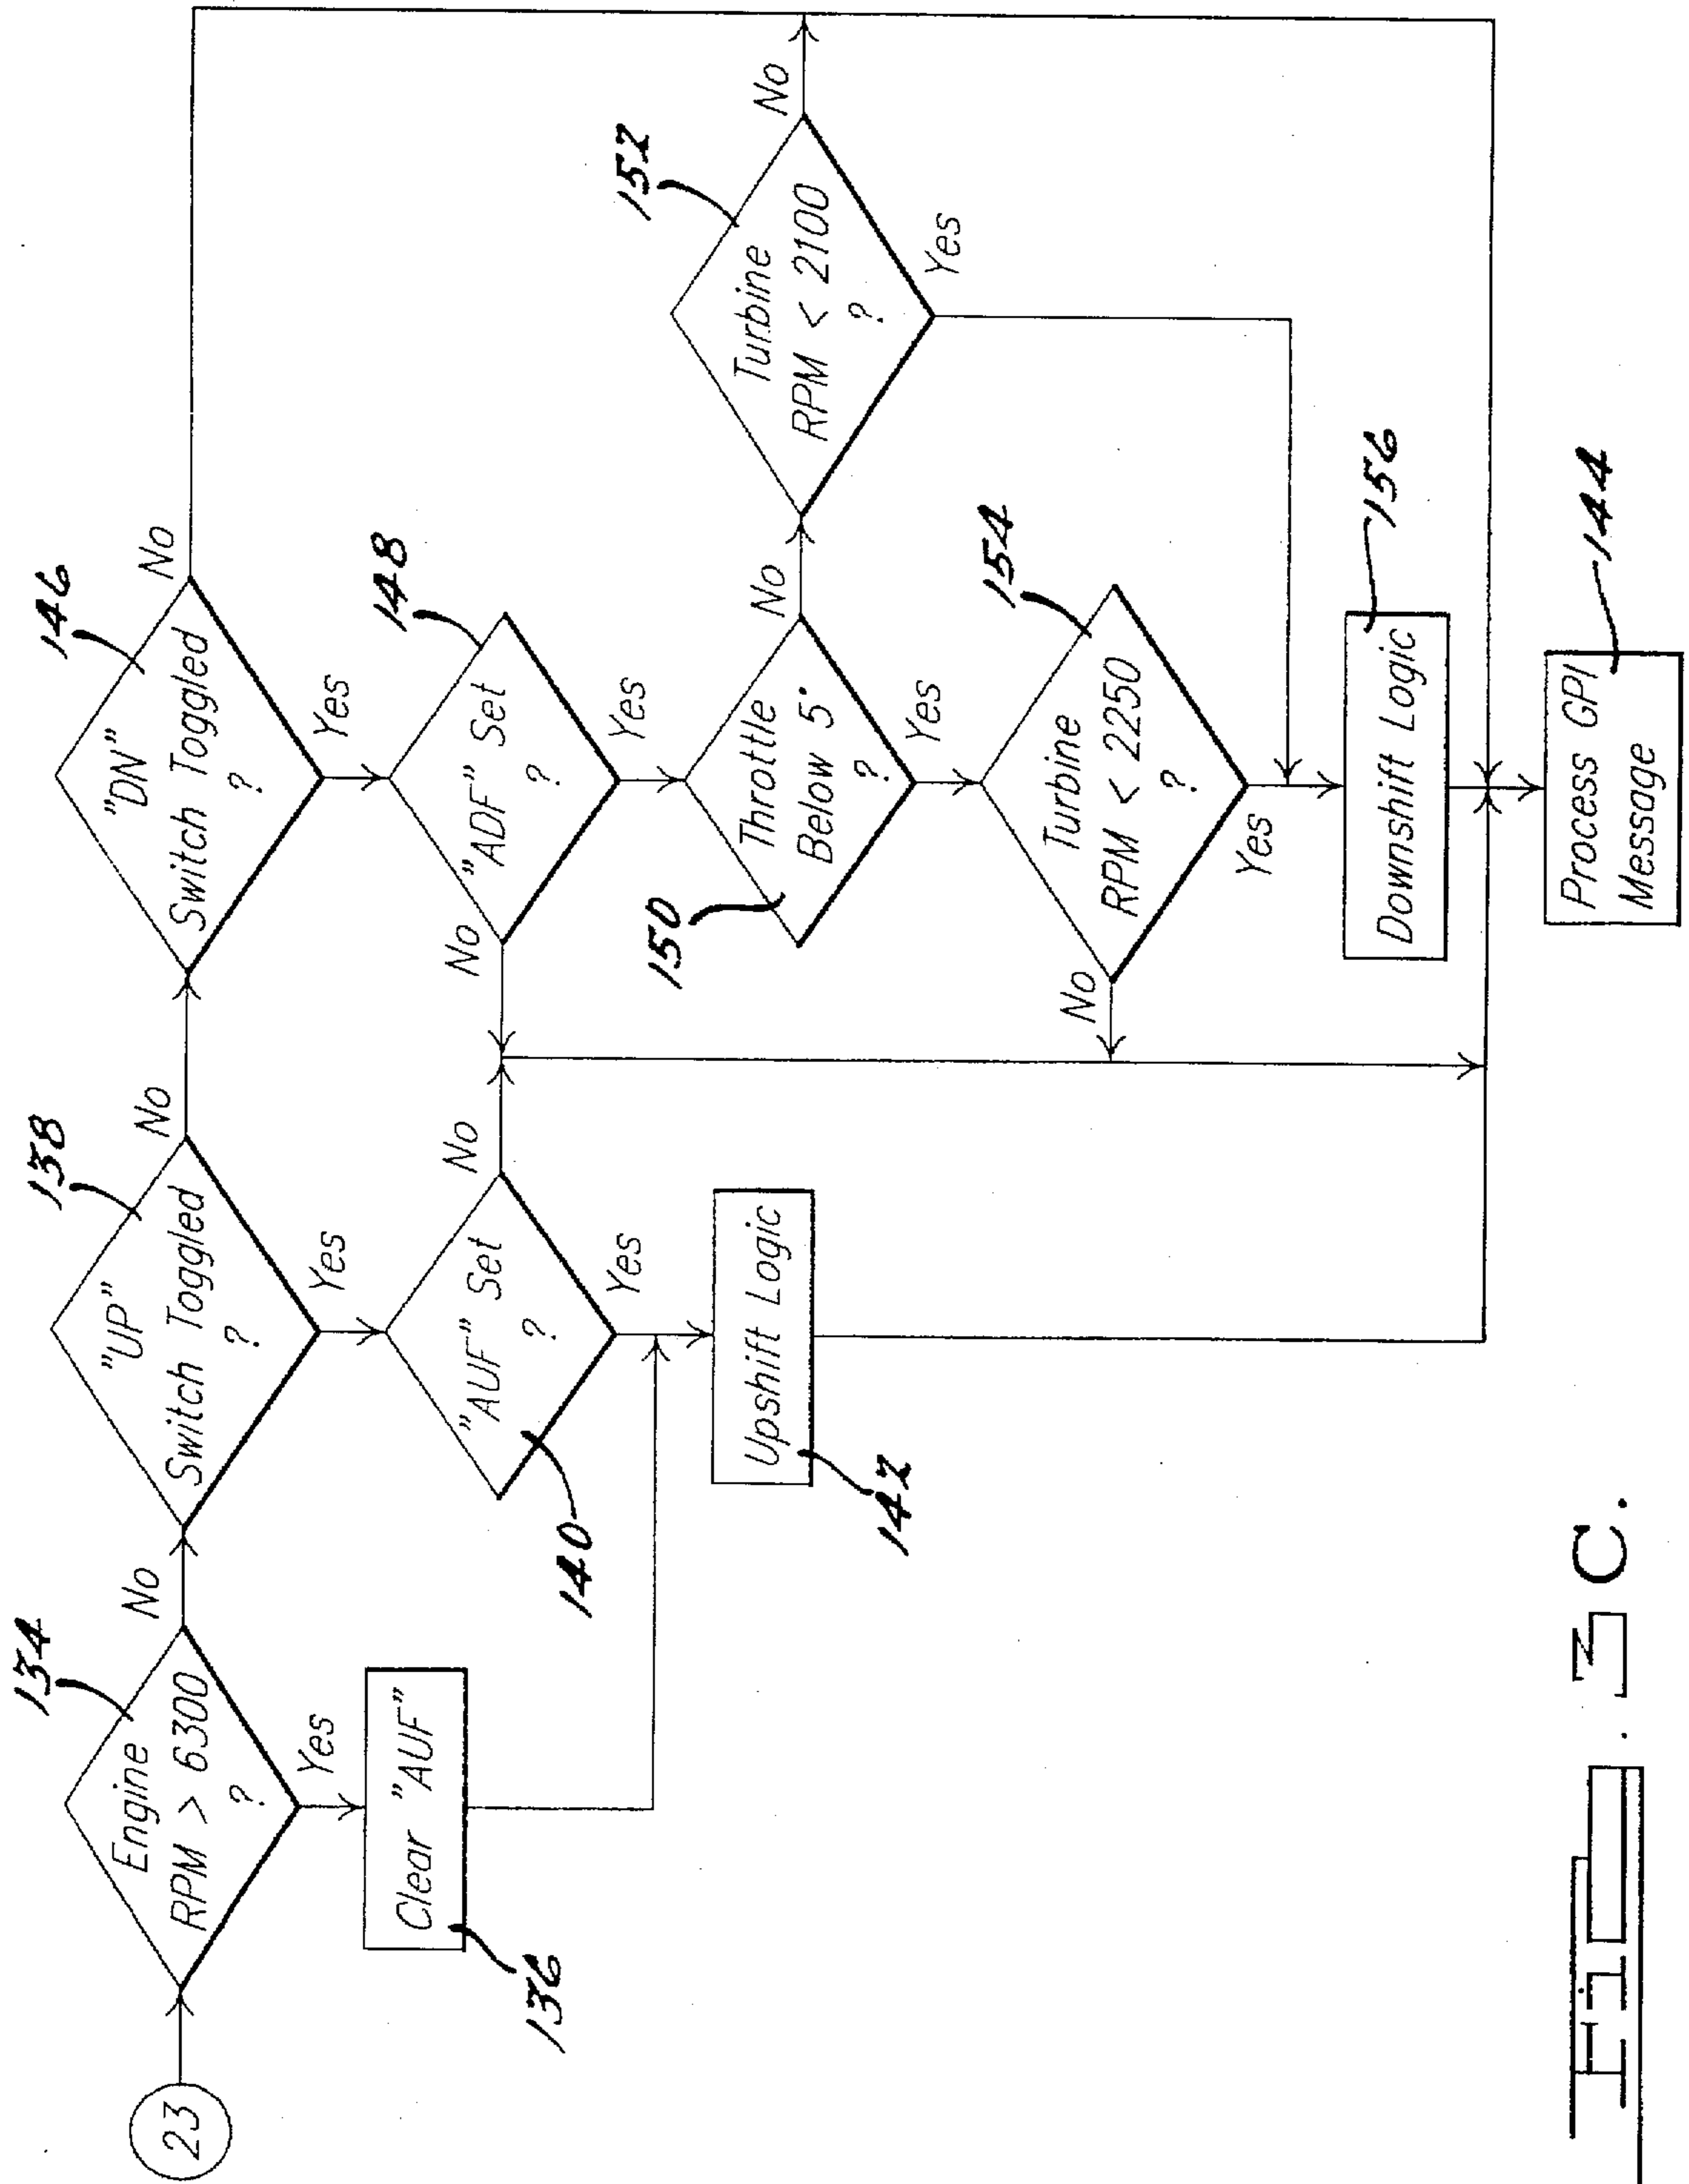 23
134
Engine
RPM > 6300
?
No
Yes
136
Clear "AUF"
138
"UP"
Switch Toggled
?
No
Yes
140
"AUF" Set
?
No
Yes
142
Upshift Logic
146
"DN"
Switch Toggled
?
No
Yes
148
"ADF" Set
?
No
Yes
150
Throttle
Below 5°
?
No
Yes
152
Turbine
RPM < 2100
?
No
Yes
154
Turbine
RPM < 2250
?
No
Yes
156
Downshift Logic
144
Process GPI
Message
Fig. 3C.